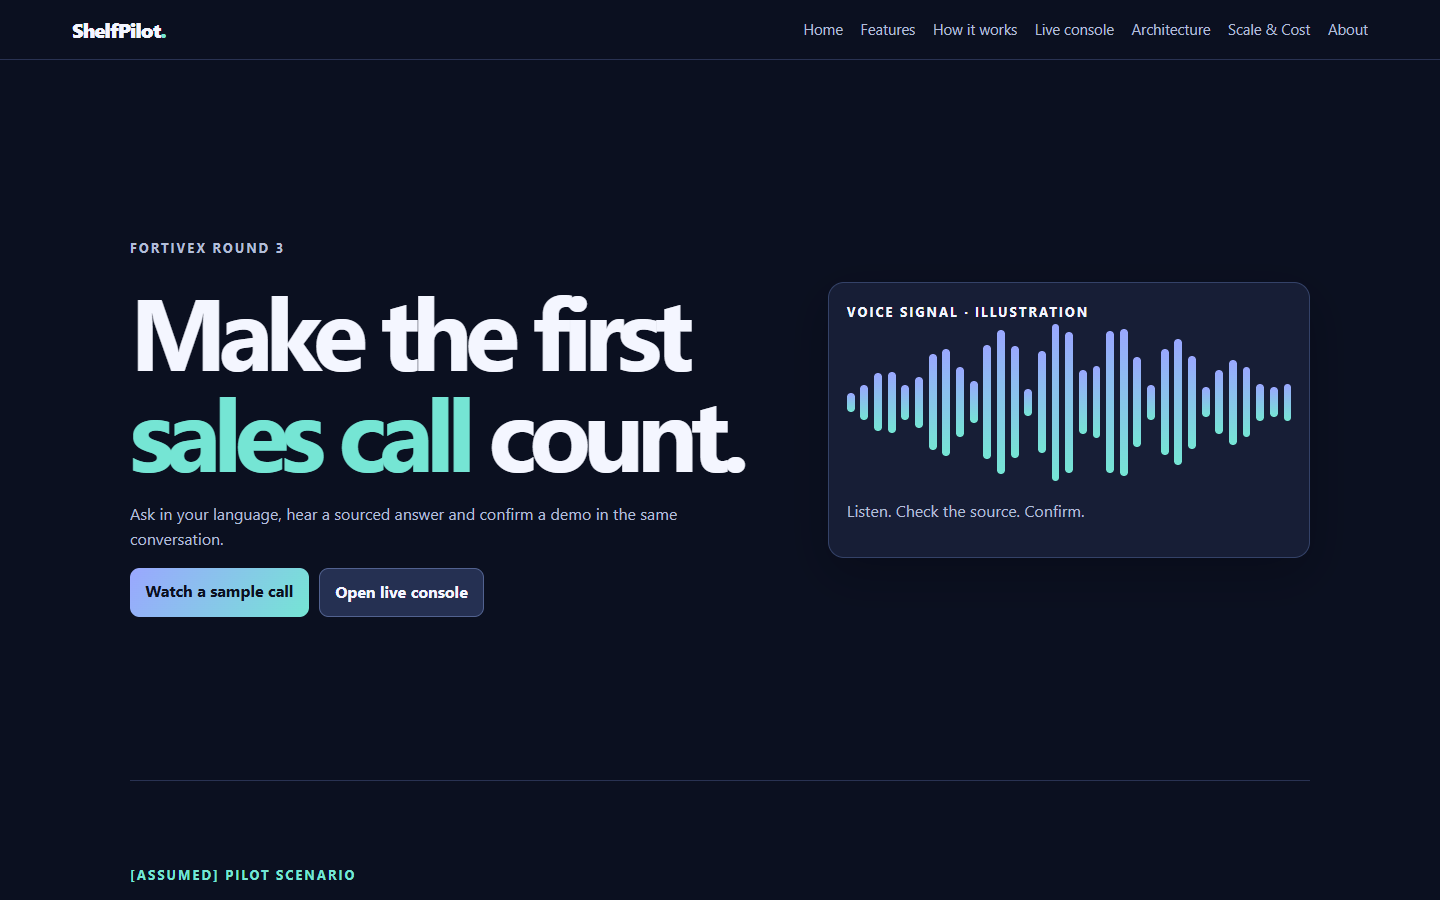 ShelfPilot.
Home Features How it works Live console Architecture Scale & Cost About
FORTIVEX ROUND 3
Make the first
sales call count.
Ask in your language, hear a sourced answer and confirm a demo in the same
conversation.
Watch a sample call
Open live console
VOICE SIGNAL · ILLUSTRATION
Listen. Check the source. Confirm.
[ASSUMED] PILOT SCENARIO